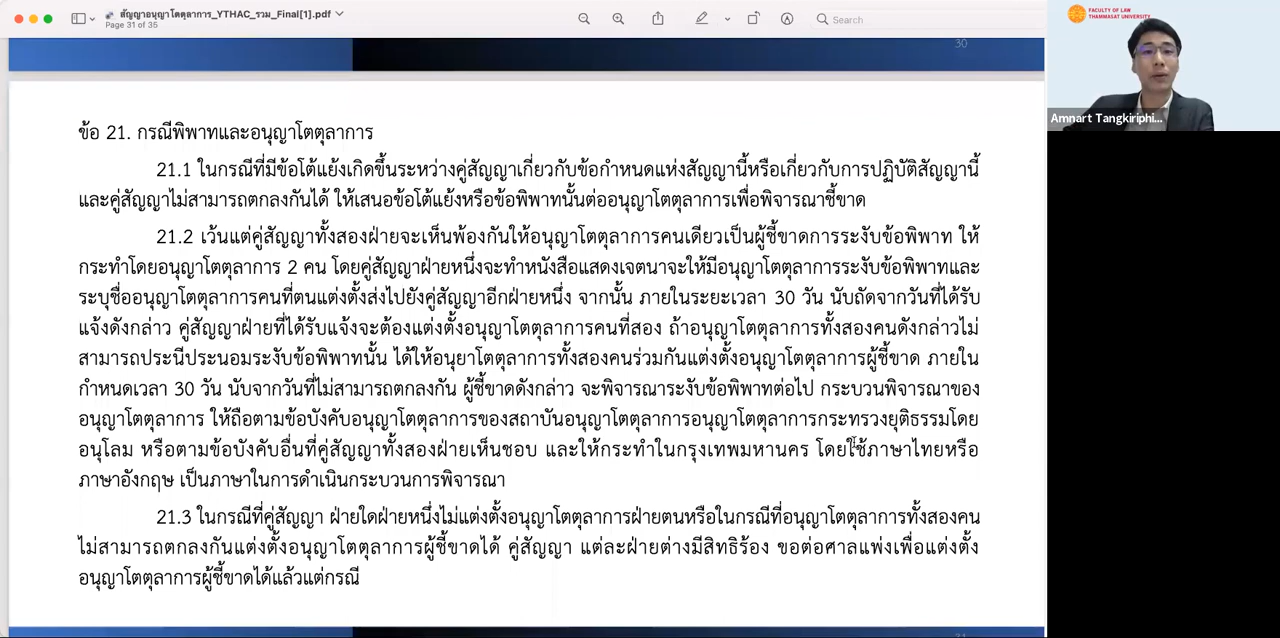 สัญญาอนุญาโตตุลาการ_YTHAC_รวม_Final[1].pdf
Page 31 of 35
Search
FACULTY OF LAW
THAMMASAT UNIVERSITY
Amnart Tangkiriphi...
30
ข้อ 21. กรณีพิพาทและอนุญาโตตุลาการ
21.1 ในกรณีที่มีข้อโต้แย้งเกิดขึ้นระหว่างคู่สัญญาเกี่ยวกับข้อกำหนดแห่งสัญญานี้หรือเกี่ยวกับการปฏิบัติสัญญานี้
และคู่สัญญาไม่สามารถตกลงกันได้ ให้เสนอข้อโต้แย้งหรือข้อพิพาทนั้นต่ออนุญาโตตุลาการเพื่อพิจารณาชี้ขาด
21.2 เว้นแต่คู่สัญญาทั้งสองฝ่ายจะเห็นพ้องกันให้อนุญาโตตุลาการคนเดียวเป็นผู้ชี้ขาดการระงับข้อพิพาท ให้
กระทำโดยอนุญาโตตุลาการ 2 คน โดยคู่สัญญาฝ่ายหนึ่งจะทำหนังสือแสดงเจตนาจะให้มีอนุญาโตตุลาการระงับข้อพิพาทและ
ระบุชื่ออนุญาโตตุลาการคนที่ตนแต่งตั้งส่งไปยังคู่สัญญาอีกฝ่ายหนึ่ง จากนั้น ภายในระยะเวลา 30 วัน นับถัดจากวันที่ได้รับ
แจ้งดังกล่าว คู่สัญญาฝ่ายที่ได้รับแจ้งจะต้องแต่งตั้งอนุญาโตตุลาการคนที่สอง ถ้าอนุญาโตตุลาการทั้งสองคนดังกล่าวไม่
สามารถประนีประนอมระงับข้อพิพาทนั้น ได้ให้อนุยาโตตุลาการทั้งสองคนร่วมกันแต่งตั้งอนุญาโตตุลาการผู้ชี้ขาด ภายใน
กำหนดเวลา 30 วัน นับจากวันที่ไม่สามารถตกลงกัน ผู้ชี้ขาดดังกล่าว จะพิจารณาระงับข้อพิพาทต่อไป กระบวนพิจารณาของ
อนุญาโตตุลาการ ให้ถือตามข้อบังคับอนุญาโตตุลาการของสถาบันอนุญาโตตุลาการอนุญาโตตุลาการกระทรวงยุติธรรมโดย
อนุโลม หรือตามข้อบังคับอื่นที่คู่สัญญาทั้งสองฝ่ายเห็นชอบ และให้กระทำในกรุงเทพมหานคร โดยใช้ภาษาไทยหรือ
ภาษาอังกฤษ เป็นภาษาในการดำเนินกระบวนการพิจารณา
21.3 ในกรณีที่คู่สัญญา ฝ่ายใดฝ่ายหนึ่งไม่แต่งตั้งอนุญาโตตุลาการฝ่ายตนหรือในกรณีที่อนุญาโตตุลาการทั้งสองคน
ไม่สามารถตกลงกันแต่งตั้งอนุญาโตตุลาการผู้ชี้ขาดได้ คู่สัญญา แต่ละฝ่ายต่างมีสิทธิร้อง ขอต่อศาลแพ่งเพื่อแต่งตั้ง
อนุญาโตตุลาการผู้ชี้ขาดได้แล้วแต่กรณี